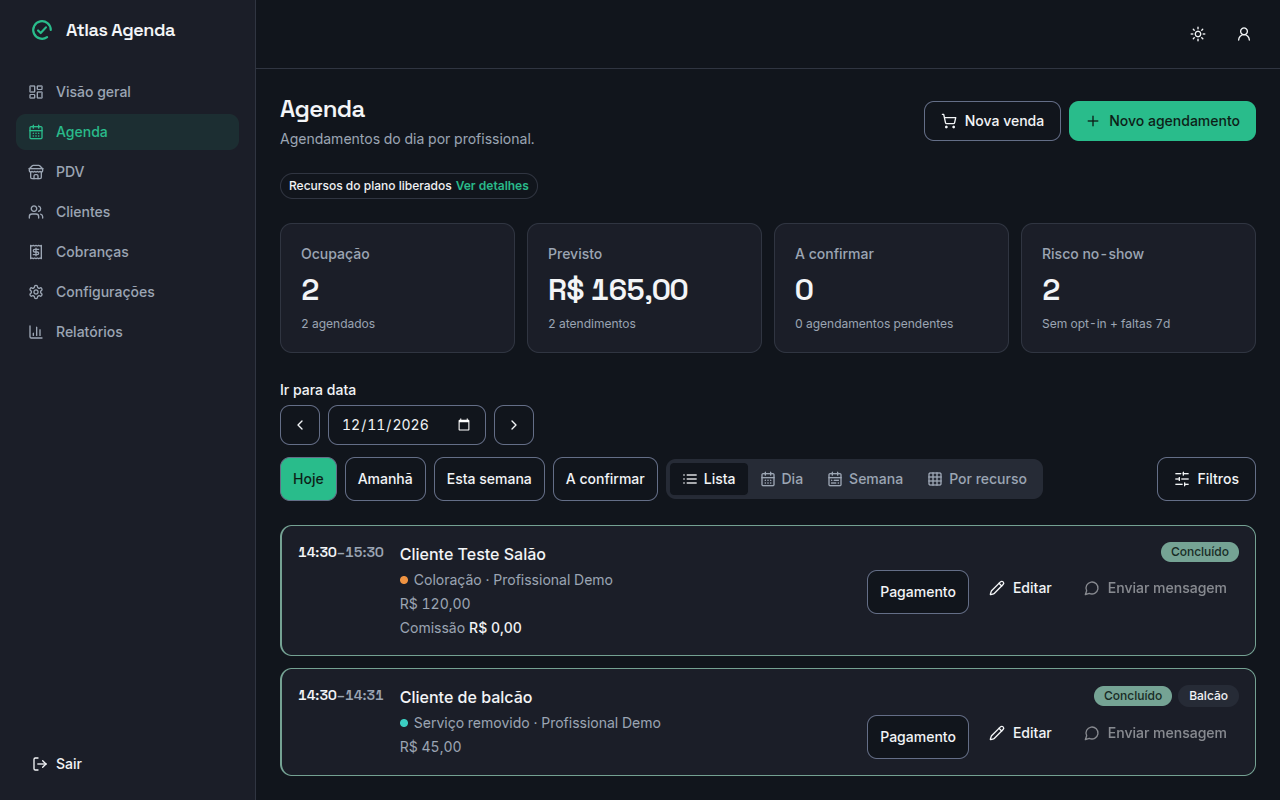 Atlas Agenda
Visão geral
Agenda
PDV
Clientes
Cobranças
Configurações
Relatórios
Sair
Agenda
Agendamentos do dia por profissional.
Nova venda
Novo agendamento
Recursos do plano liberados Ver detalhes
Ocupação
2
2 agendados
Previsto
R$ 165,00
2 atendimentos
A confirmar
0
0 agendamentos pendentes
Risco no-show
2
Sem opt-in + faltas 7d
Ir para data
12/11/2026
Hoje
Amanhã
Esta semana
A confirmar
Lista
Dia
Semana
Por recurso
Filtros
14:30–15:30
Cliente Teste Salão
Coloração · Profissional Demo
R$ 120,00
Comissão R$ 0,00
Concluído
Pagamento
Editar
Enviar mensagem
14:30–14:31
Cliente de balcão
Serviço removido · Profissional Demo
R$ 45,00
Concluído
Balcão
Pagamento
Editar
Enviar mensagem